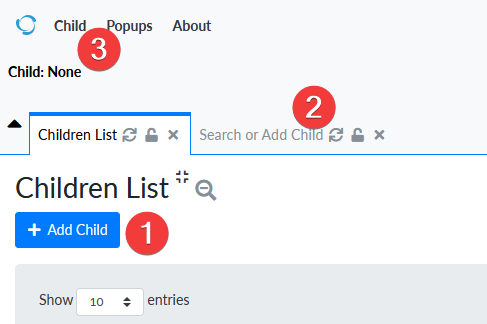 Child Popups About
3
Child: None
2
Children List Search or Add Child
Children List
+ Add Child
1
Show 10 entries